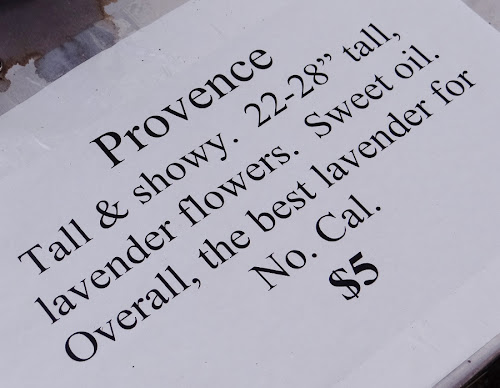 Provence
Tall & showy. 22-28” tall,
lavender flowers. Sweet oil.
Overall, the best lavender for
No. Cal.
$5